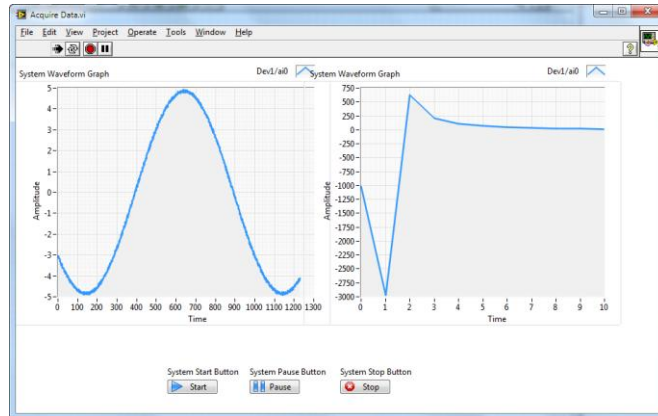 Acquire Data.vi
File Edit View Project Operate Tools Window Help
System Waveform Graph
Dev1/ai0
5
4
3
2
1
0
-1
-2
-3
-4
-5
Amplitude
0 100 200 300 400 500 600 700 800 900 1000 1100 1200 1300
Time
System Waveform Graph
Dev1/ai0
750
500
250
0
-250
-500
-750
-1000
-1250
-1500
-1750
-2000
-2250
-2500
-2750
-3000
Amplitude
0 1 2 3 4 5 6 7 8 9 10
Time
System Start Button
Start
System Pause Button
Pause
System Stop Button
Stop